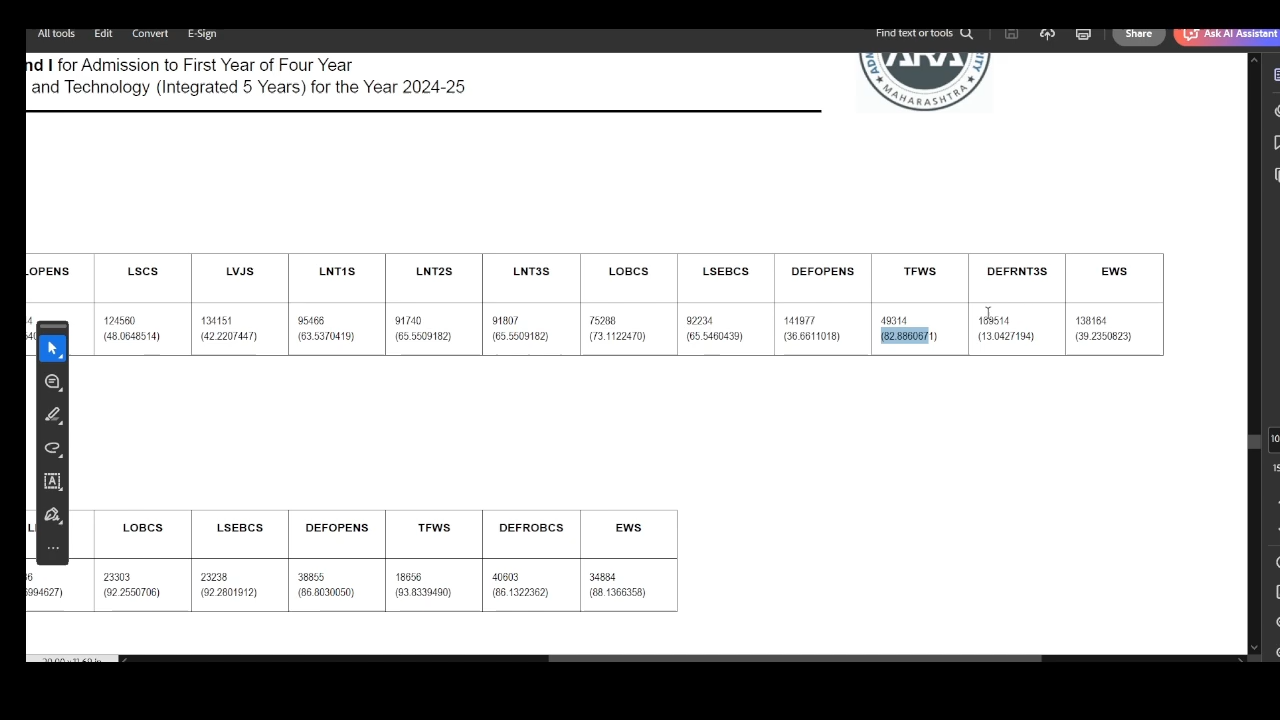 All tools Edit Convert E-Sign Find text or tools Share Ask AI Assistant
nd I for Admission to First Year of Four Year
and Technology (Integrated 5 Years) for the Year 2024-25
MAHARASHTRA
LOPENS LSCS LVJS LNT1S LNT2S LNT3S LOBCS LSEBCS DEFOPENS TFWS DEFRNT3S EWS
4 124560 134151 95466 91740 91807 75288 92234 141977 49314 189514 138164
(48.0648514) (42.2207447) (63.5370419) (65.5509182) (65.5509182) (73.1122470) (65.5460439) (36.6611018) (82.8860671) (13.0427194) (39.2350823)
LOBCS LSEBCS DEFOPENS TFWS DEFROBCS EWS
6 23303 23238 38855 18656 40603 34884
994627) (92.2550706) (92.2801912) (86.8030050) (93.8339490) (86.1322362) (88.1366358)